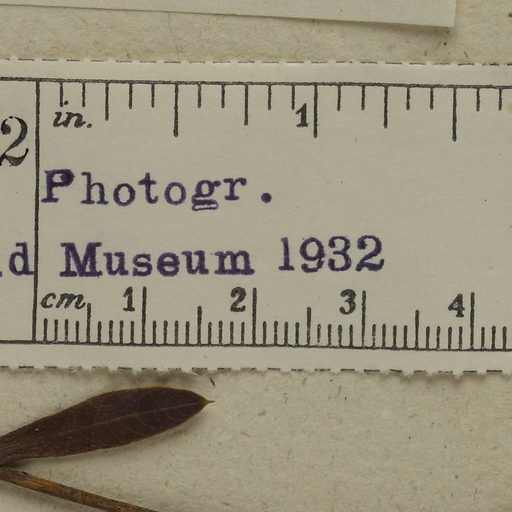 in. 1
2
Photogr.
d Museum 1932
cm 1 2 3 4